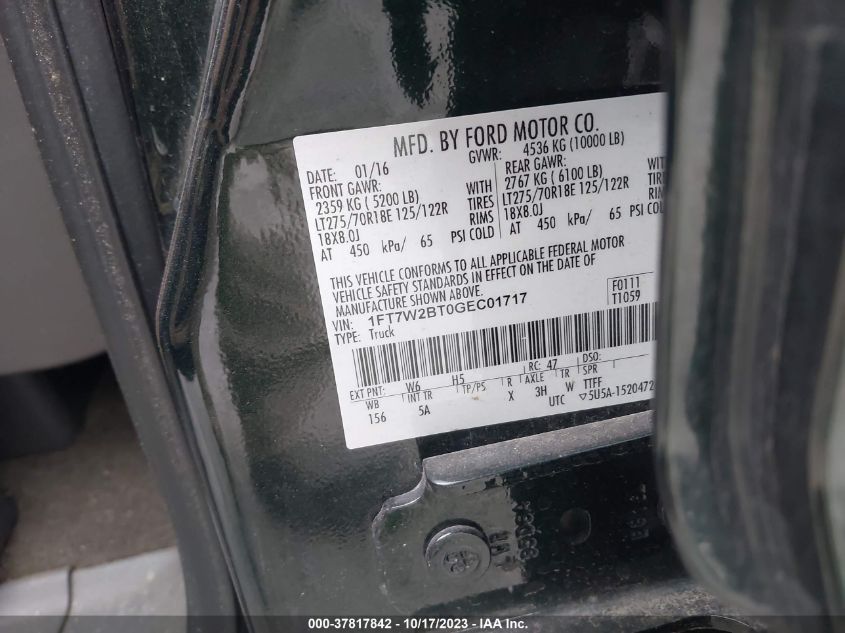 MFD. BY FORD MOTOR CO.
DATE: 01/16 GVWR: 4536 KG (10000 LB)
FRONT GAWR: REAR GAWR: WITH
2359 KG ( 5200 LB) WITH 2767 KG ( 6100 LB) TIRES
LT275/70R18E 125/122R TIRES LT275/70R18E 125/122R RIMS
18X8.0J RIMS 18X8.0J
AT 450 kPa/ 65 PSI COLD AT 450 kPa/ 65 PSI COL
THIS VEHICLE CONFORMS TO ALL APPLICABLE FEDERAL MOTOR
VEHICLE SAFETY STANDARDS IN EFFECT ON THE DATE OF
MANUFACTURE SHOWN ABOVE.
VIN: 1FT7W2BT0GEC01717 F0111
TYPE: Truck T1059
EXT PNT: W6 H5 RC: 47 DSO:
WB INT TR TP/PS R AXLE TR SPR
156 5A X 3H W TTFF
UTC ▽5U5A-1520472
000-37817842 - 10/17/2023 - IAA Inc.